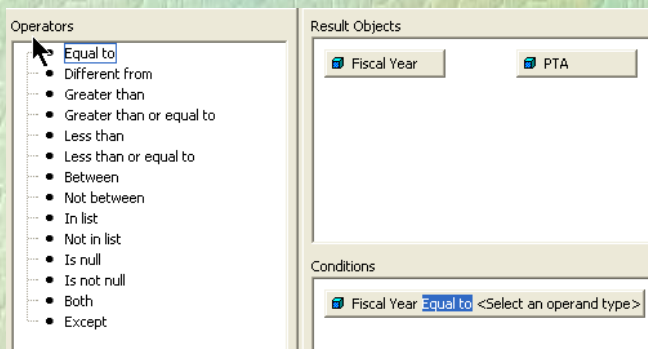 Operators
Equal to
Different from
Greater than
Greater than or equal to
Less than
Less than or equal to
Between
Not between
In list
Not in list
Is null
Is not null
Both
Except
Result Objects
Fiscal Year
PTA
Conditions
Fiscal Year Equal to <Select an operand type>